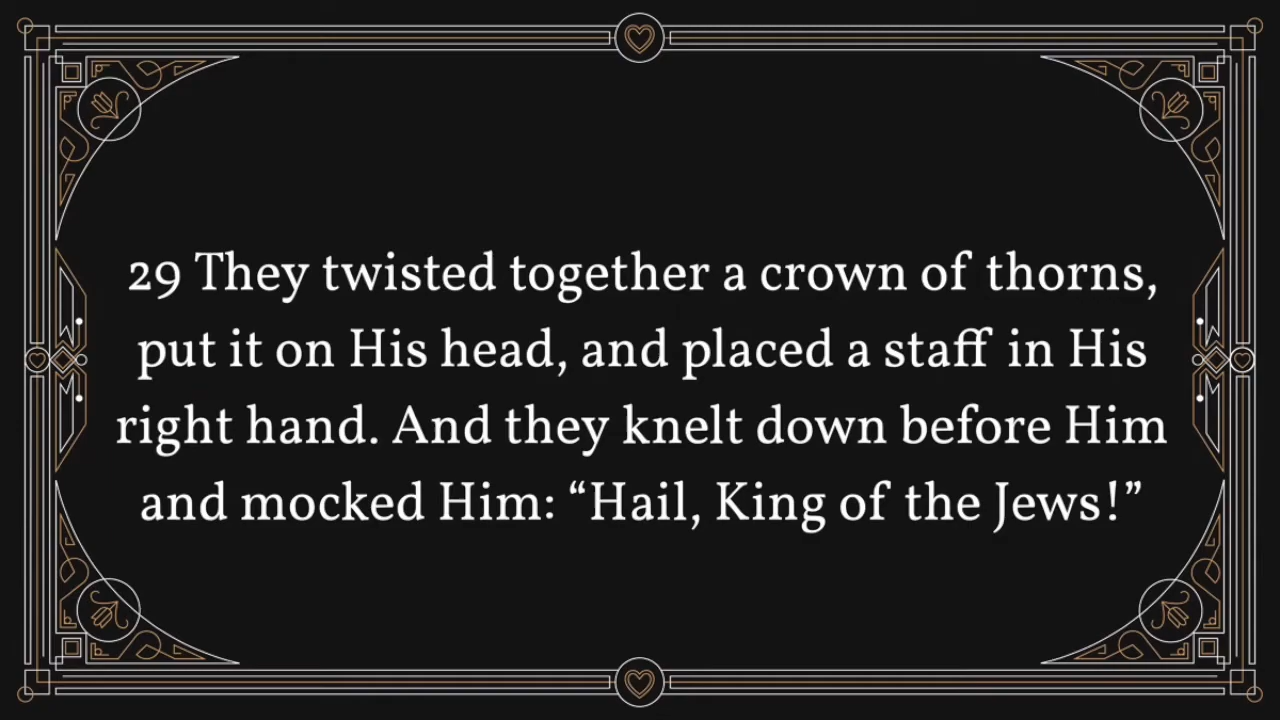 29 They twisted together a crown of thorns,
put it on His head, and placed a staff in His
right hand. And they knelt down before Him
and mocked Him: “Hail, King of the Jews!”